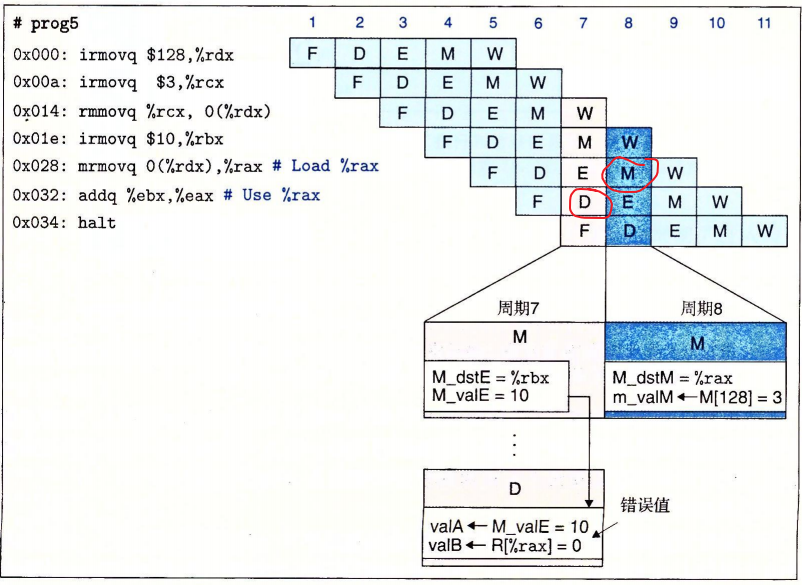 # prog5 1 2 3 4 5 6 7 8 9 10 11
0x000: irmovq $128,%rdx F D E M W
0x00a: irmovq $3,%rcx F D E M W
0x014: rmmovq %rcx, 0(%rdx) F D E M W
0x01e: irmovq $10,%rbx F D E M W
0x028: mrmovq 0(%rdx),%rax # Load %rax F D E M W
0x032: addq %ebx,%eax # Use %rax F D E M W
0x034: halt F D E M W
周期7 周期8
M M
M_dstE = %rbx M_dstM = %rax
M_valE = 10 m_valM ← M[128] = 3
⋮
D
错误值
valA ← M_valE = 10
valB ← R[%rax] = 0